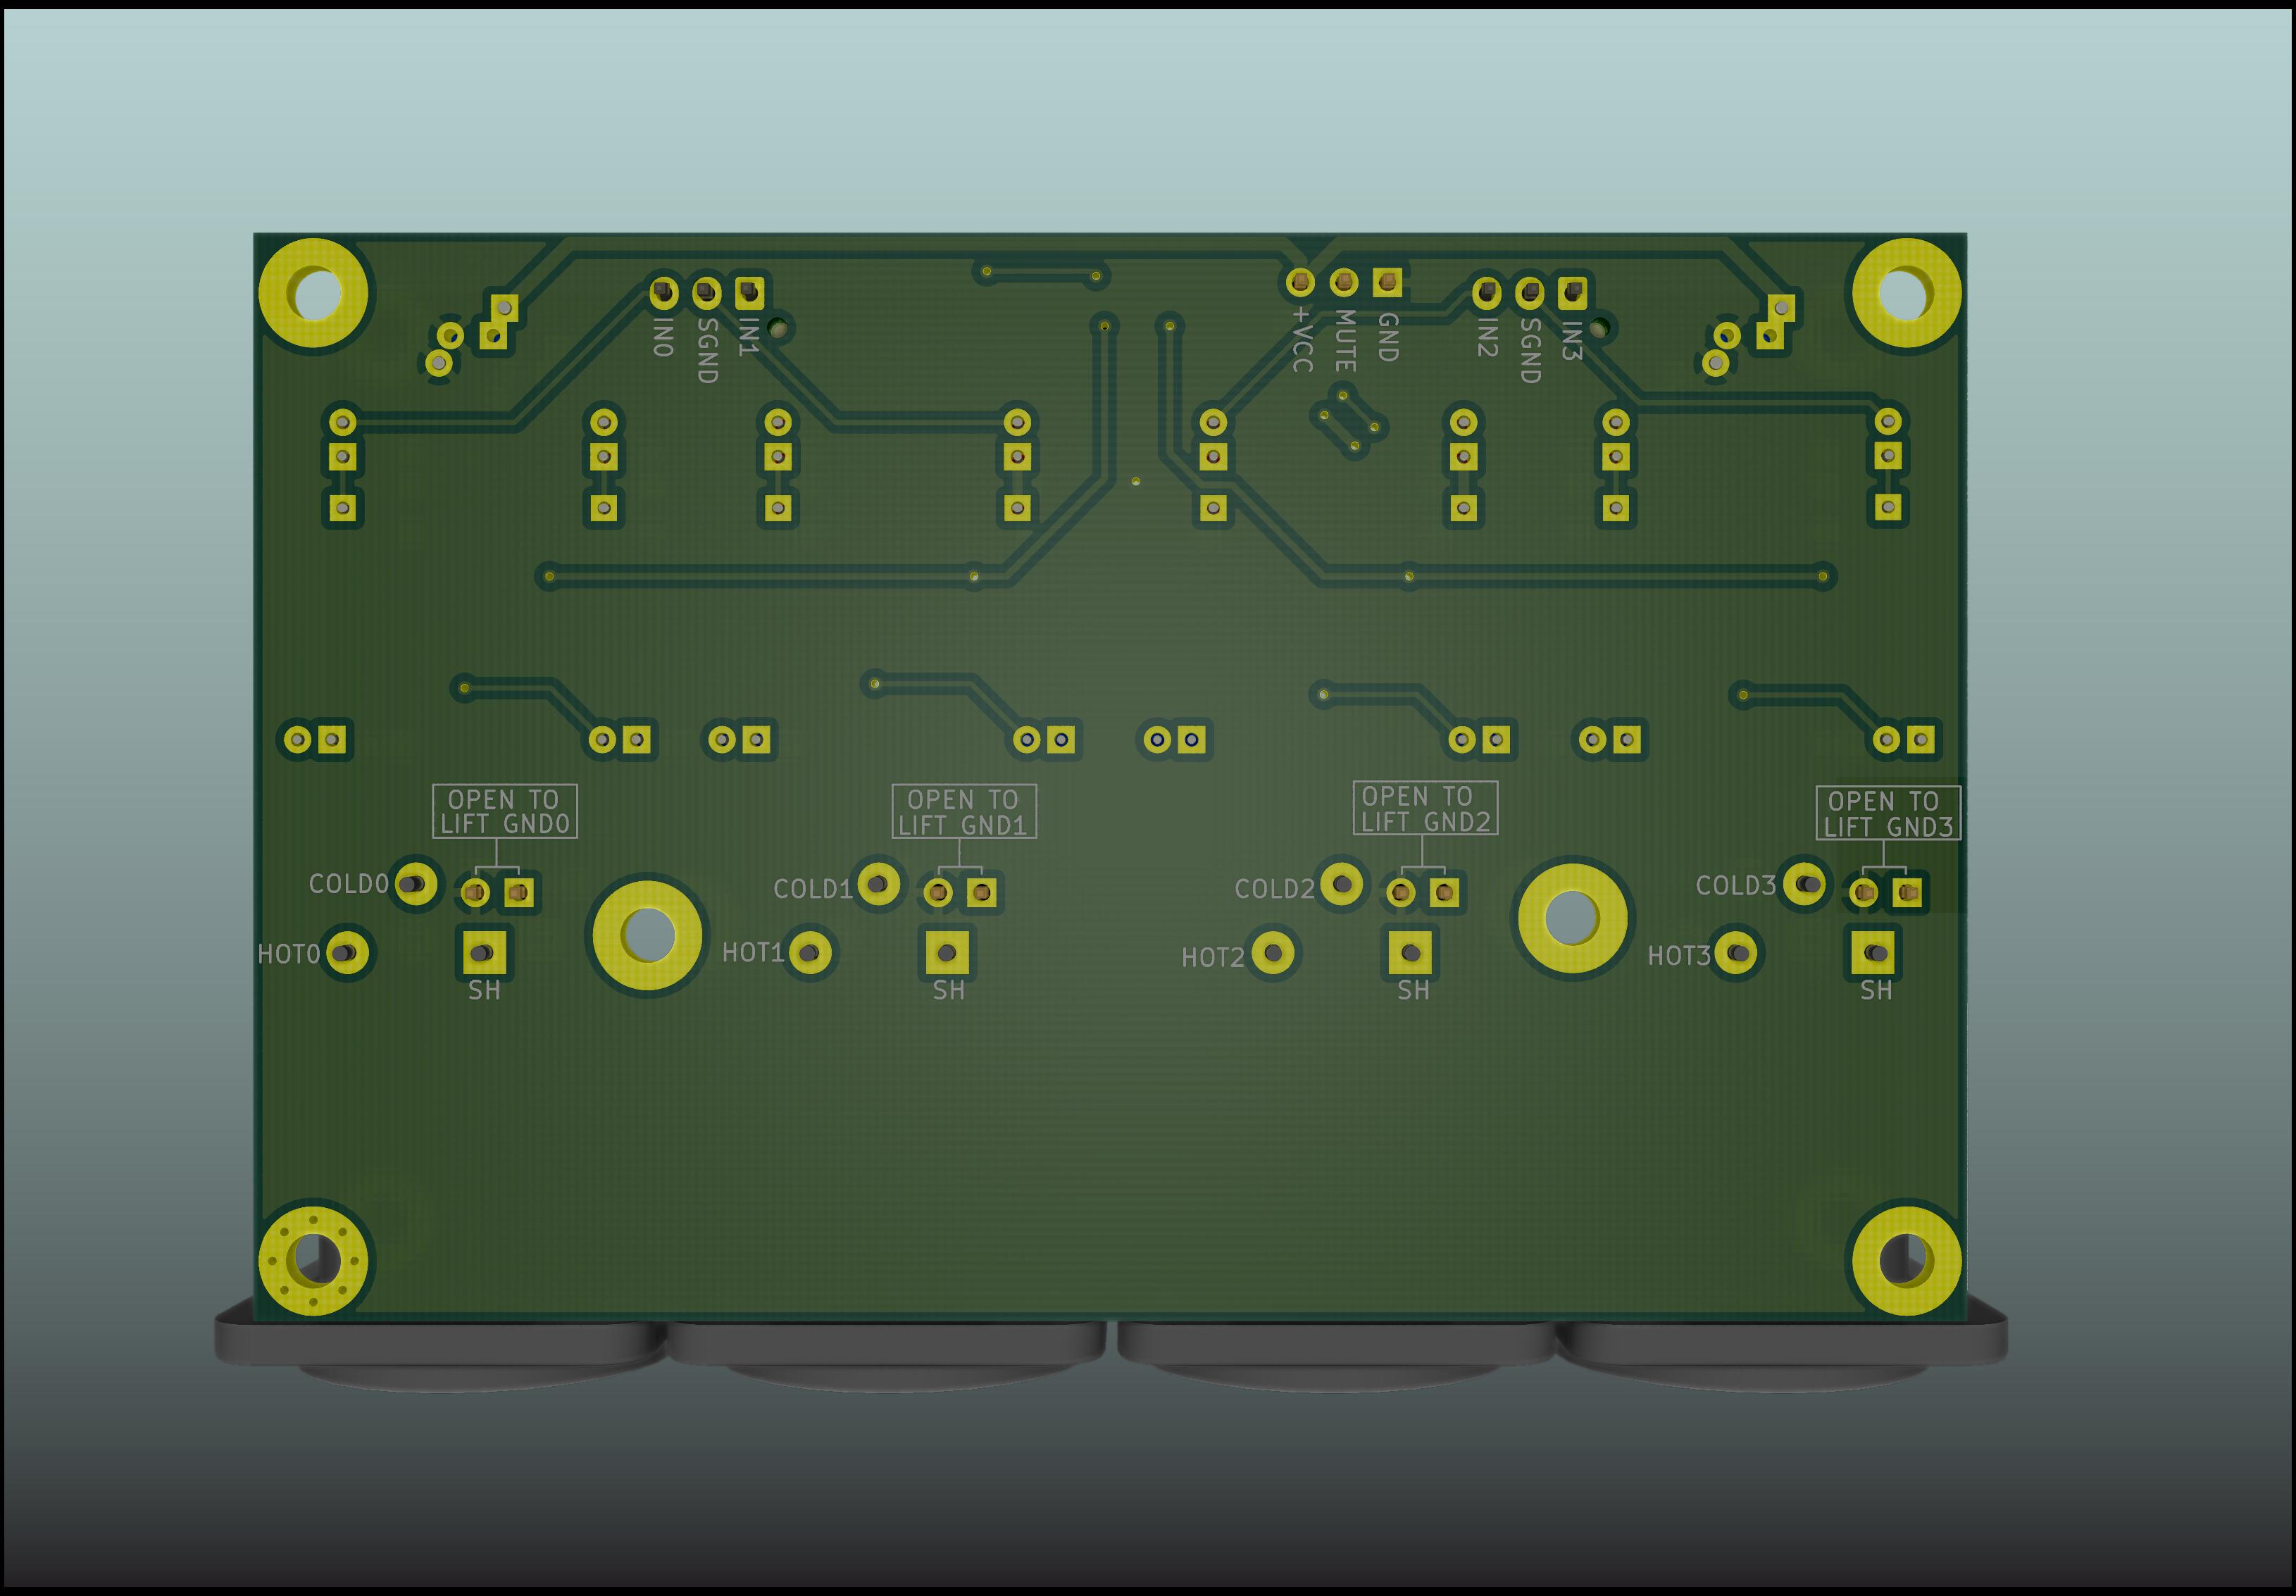 IN0
SGND
IN1
+VCC
MUTE
GND
IN2
SGND
IN3
OPEN TO
LIFT GND0
OPEN TO
LIFT GND1
OPEN TO
LIFT GND2
OPEN TO
LIFT GND3
COLD0
COLD1
COLD2
COLD3
HOT0
HOT1
HOT2
HOT3
SH
SH
SH
SH